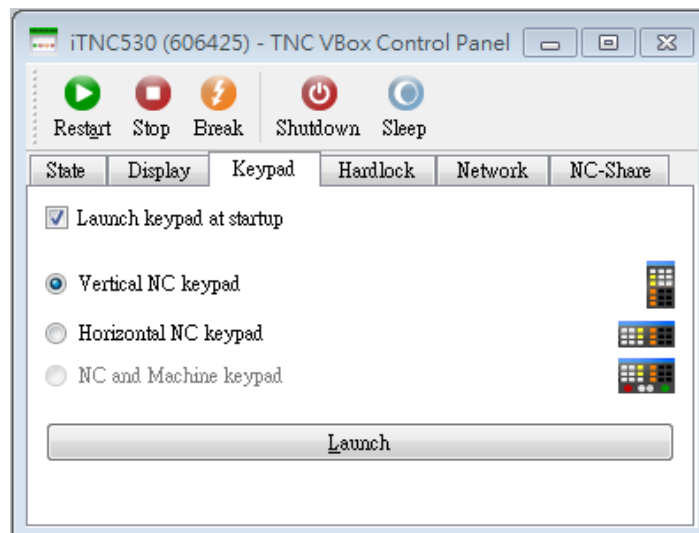 iTNC530 (606425) - TNC VBox Control Panel
Restart Stop Break Shutdown Sleep
State Display Keypad Hardlock Network NC-Share
Launch keypad at startup
Vertical NC keypad
Horizontal NC keypad
NC and Machine keypad
Launch